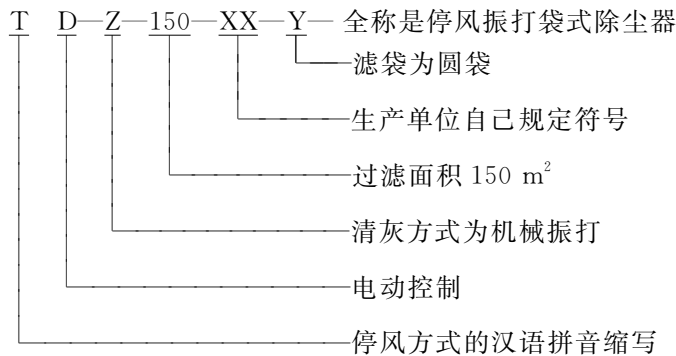 T D—Z—150—XX—Y— 全称是停风振打袋式除尘器
滤袋为圆袋
生产单位自己规定符号
过滤面积 150 m²
清灰方式为机械振打
电动控制
停风方式的汉语拼音缩写